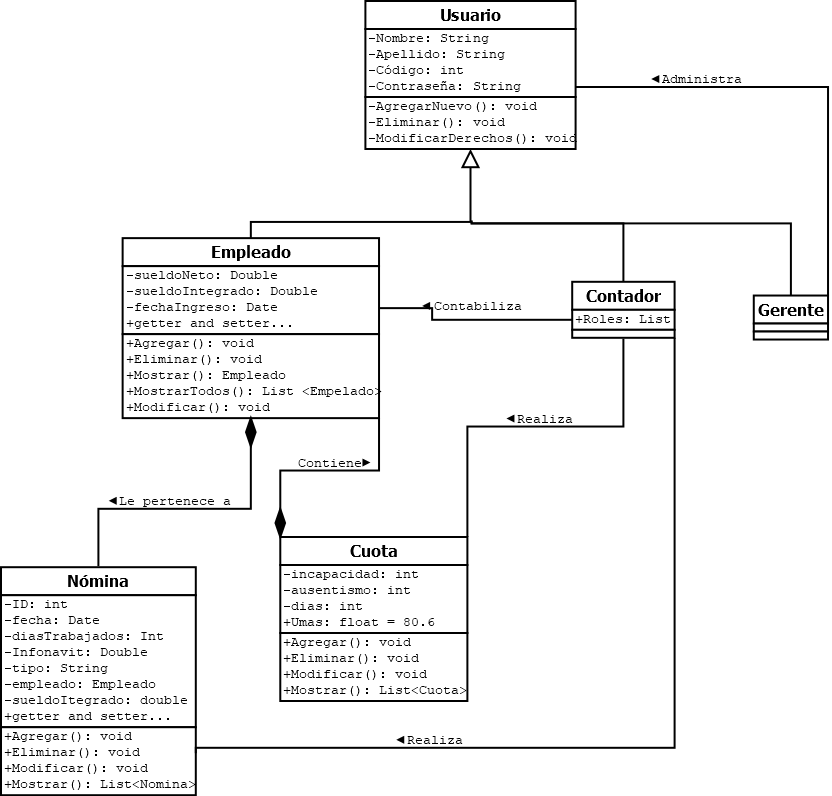 Usuario
-Nombre: String
-Apellido: String
-Código: int
-Contraseña: String
-AgregarNuevo(): void
-Eliminar(): void
-ModificarDerechos(): void
Administra
Empleado
-sueldoNeto: Double
-sueldoIntegrado: Double
-fechaIngreso: Date
+getter and setter...
+Agregar(): void
+Eliminar(): void
+Mostrar(): Empleado
+MostrarTodos(): List <Empelado>
+Modificar(): void
Contabiliza
Contador
+Roles: List
Gerente
Realiza
Contiene
Le pertenece a
Nómina
-ID: int
-fecha: Date
-diasTrabajados: Int
-Infonavit: Double
-tipo: String
-empleado: Empleado
-sueldoItegrado: double
+getter and setter...
+Agregar(): void
+Eliminar(): void
+Modificar(): void
+Mostrar(): List<Nomina>
Cuota
-incapacidad: int
-ausentismo: int
-dias: int
+Umas: float = 80.6
+Agregar(): void
+Eliminar(): void
+Modificar(): void
+Mostrar(): List<Cuota>
Realiza